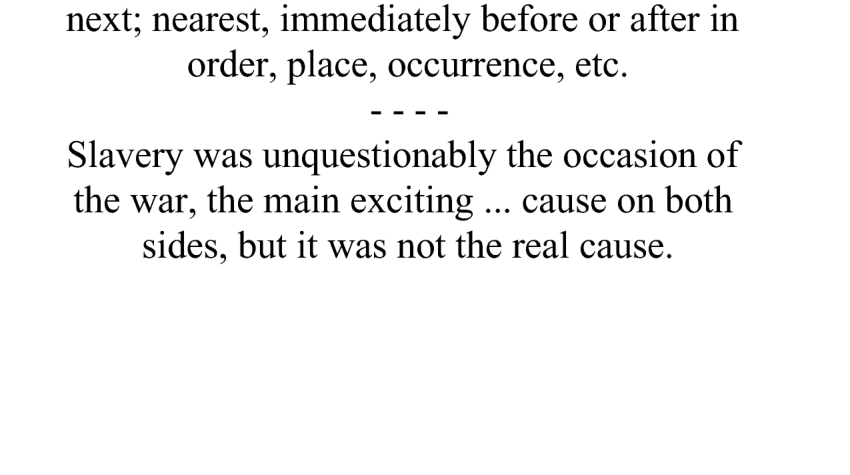 next; nearest, immediately before or after in
order, place, occurrence, etc.
- - - -
Slavery was unquestionably the occasion of
the war, the main exciting ... cause on both
sides, but it was not the real cause.